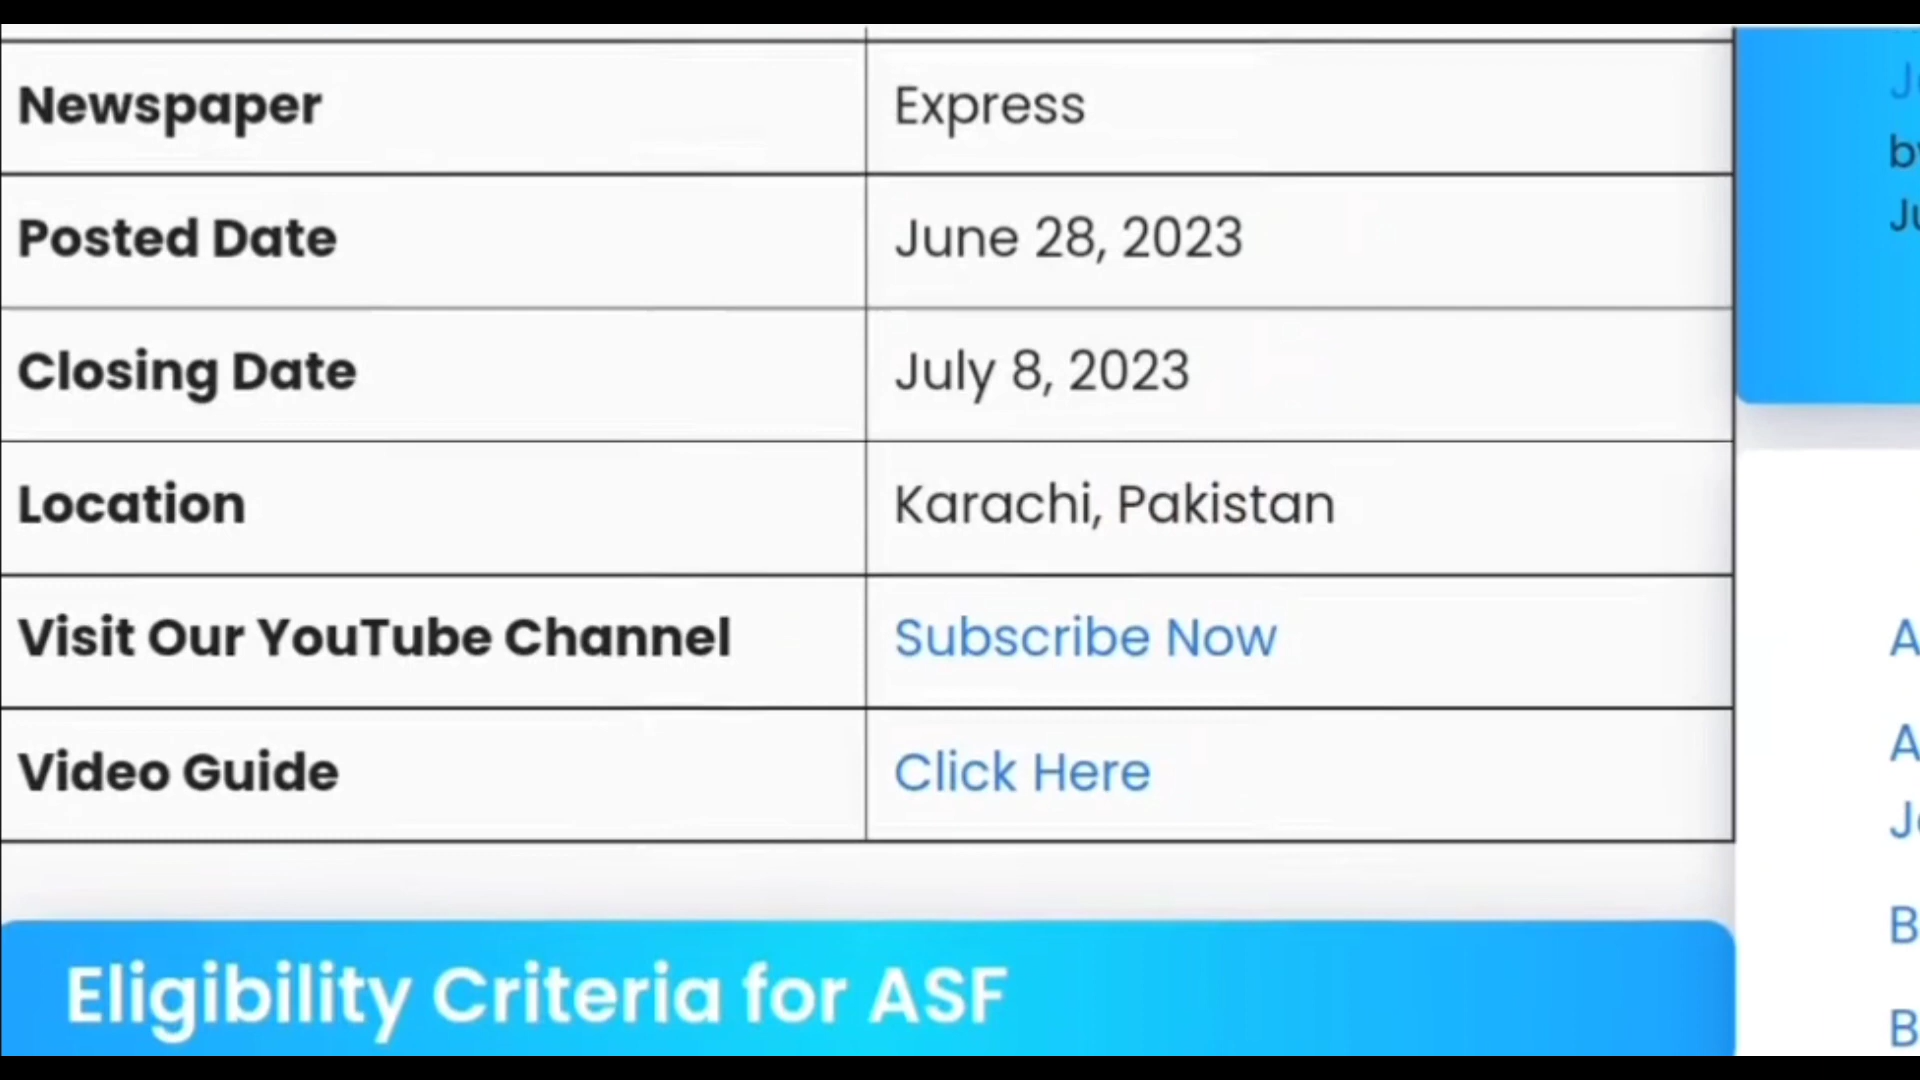 Newspaper Express
Posted Date June 28, 2023
Closing Date July 8, 2023
Location Karachi, Pakistan
Visit Our YouTube Channel Subscribe Now
Video Guide Click Here
Eligibility Criteria for ASF